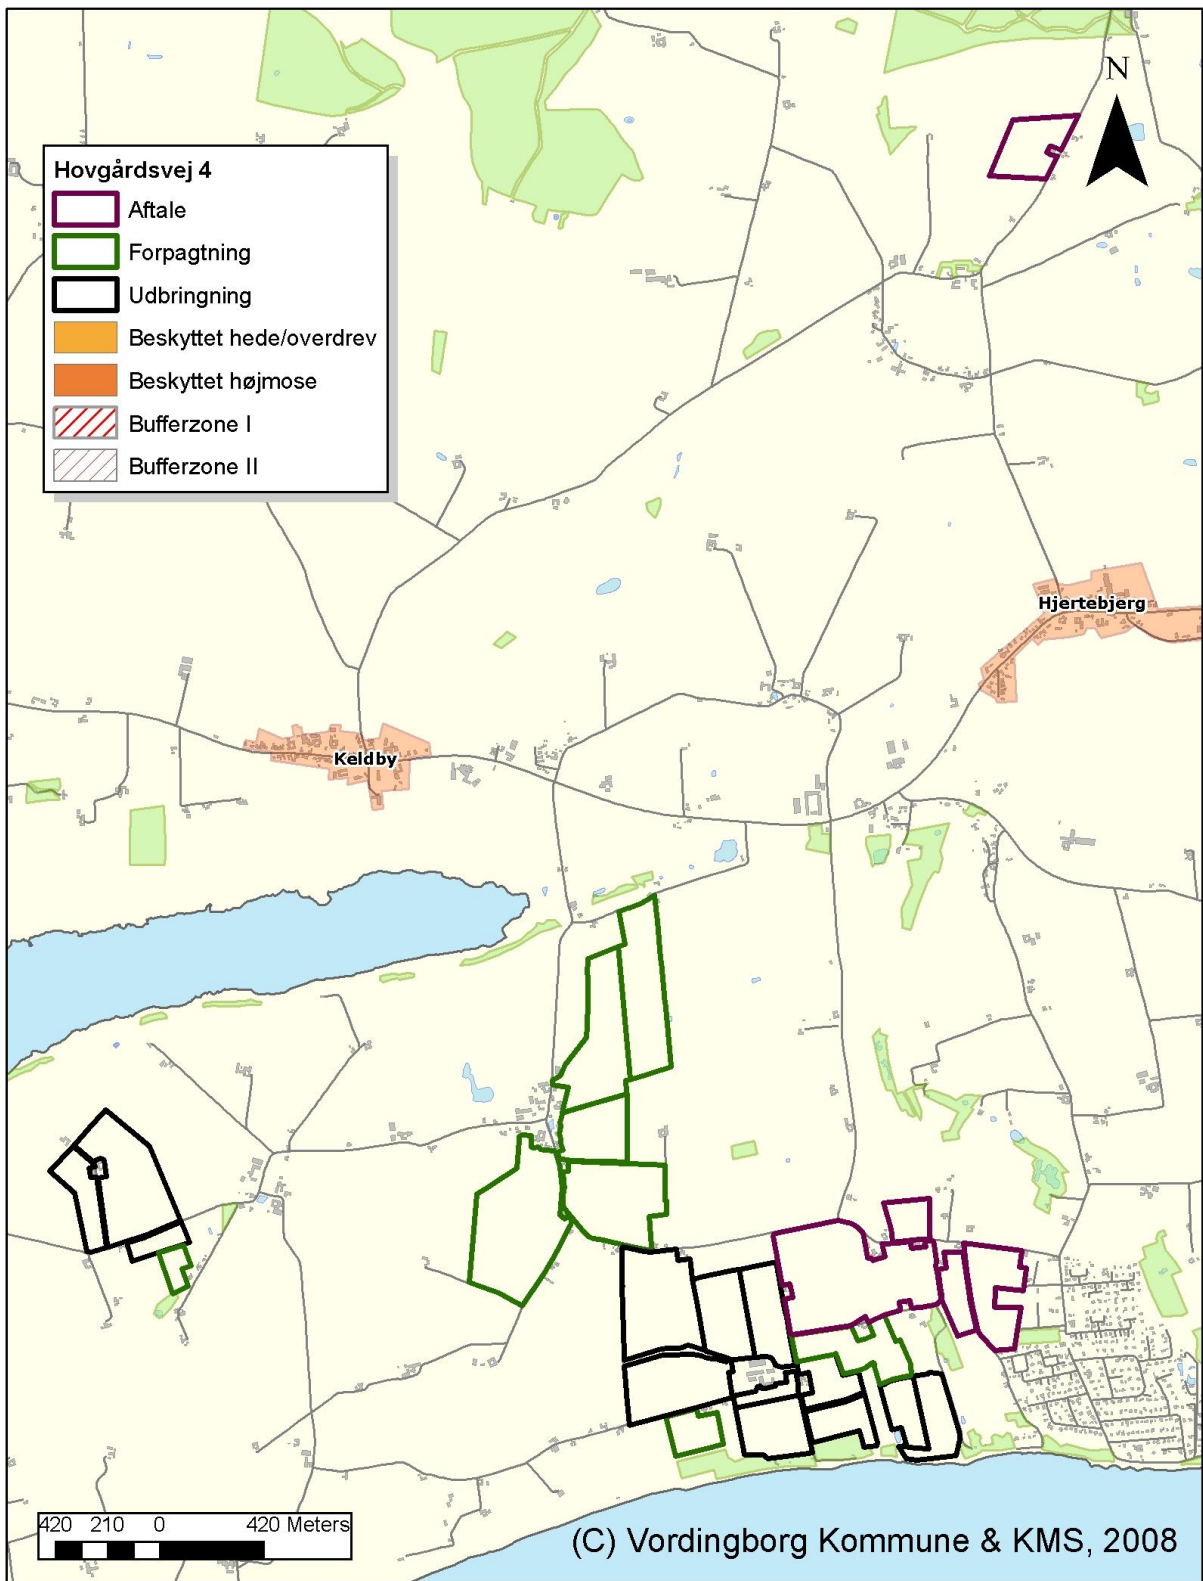 N
Hovgårdsvej 4
Aftale
Forpagtning
Udbringning
Beskyttet hede/overdrev
Beskyttet højmose
Bufferzone I
Bufferzone II
Hjertebjerg
Keldby
420 210 0 420 Meters
(C) Vordingborg Kommune & KMS, 2008